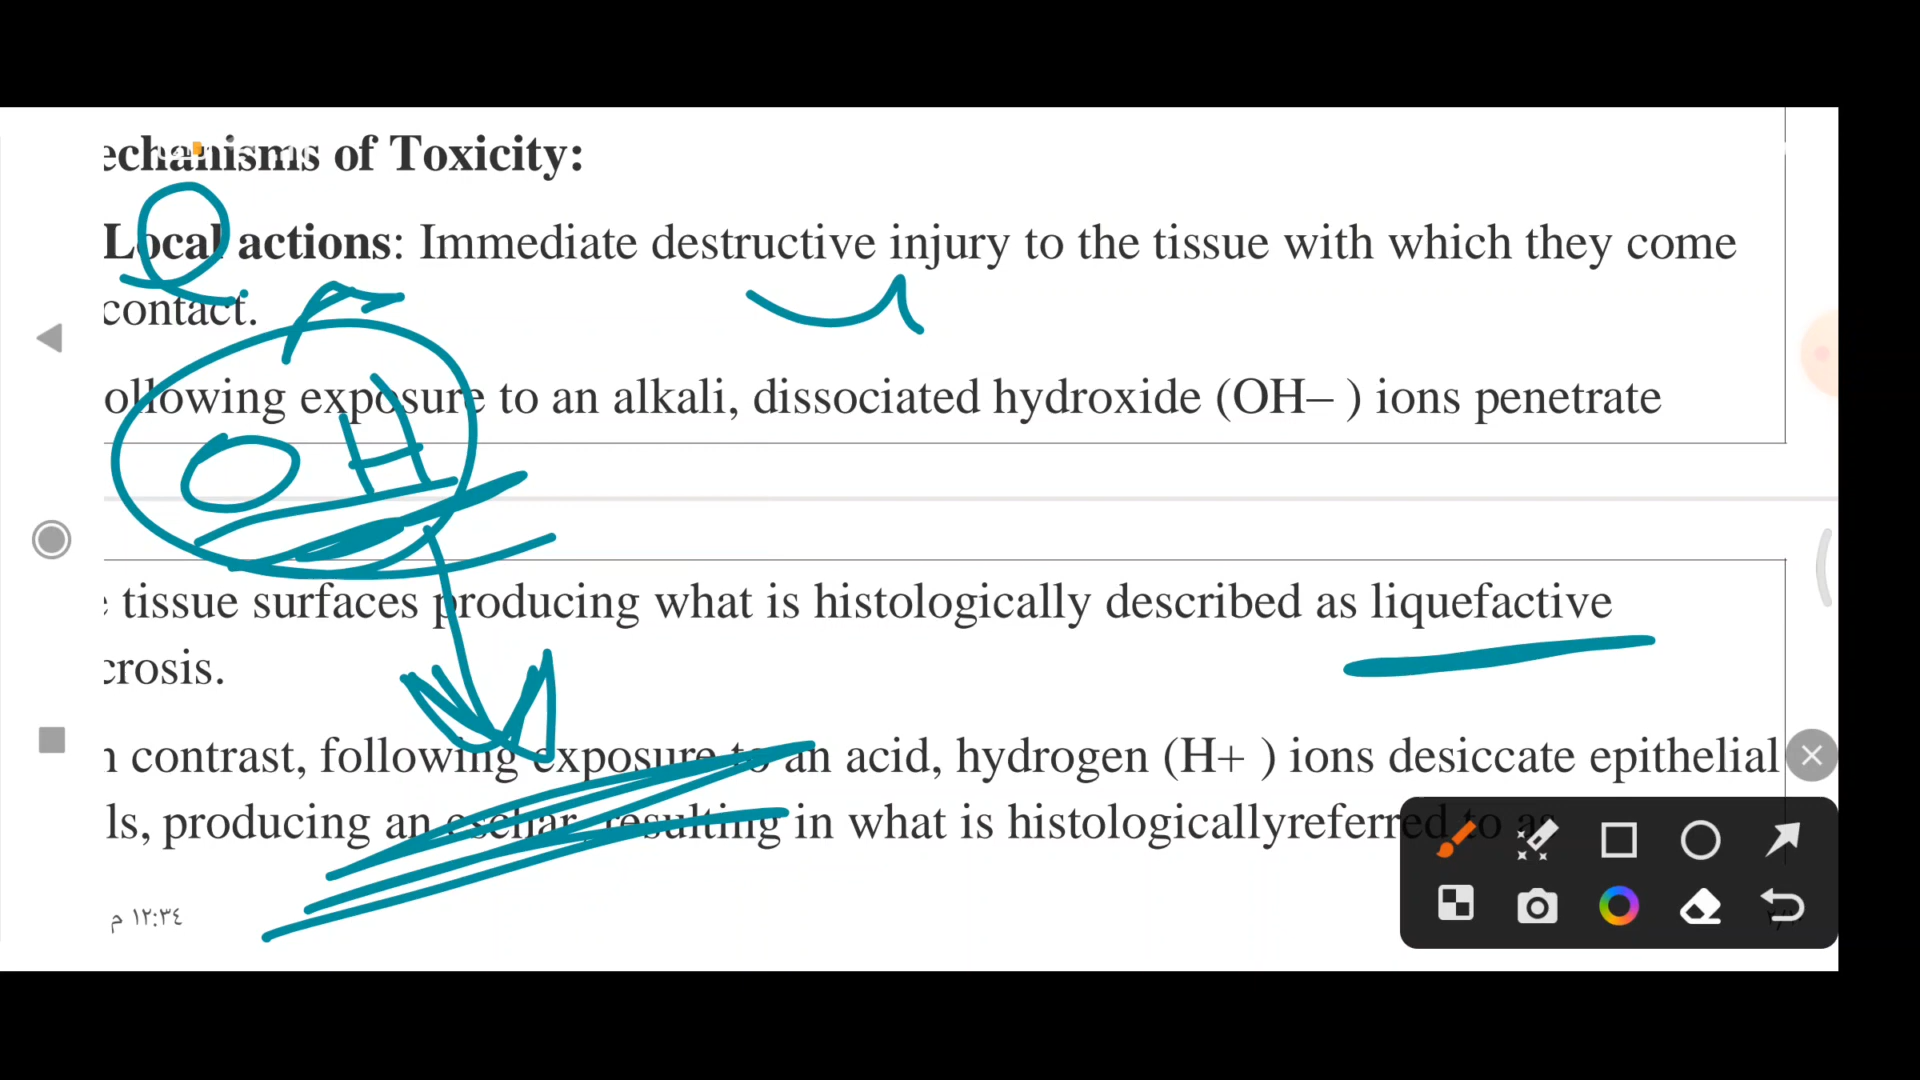 echanisms of Toxicity:
Local actions: Immediate destructive injury to the tissue with which they come
contact.
ollowing exposure to an alkali, dissociated hydroxide (OH– ) ions penetrate
OH
tissue surfaces producing what is histologically described as liquefactive
crosis.
n contrast, following exposure to an acid, hydrogen (H+ ) ions desiccate epithelial
ls, producing an eschar, resulting in what is histologicallyreferred to as
١٢:٣٤ م